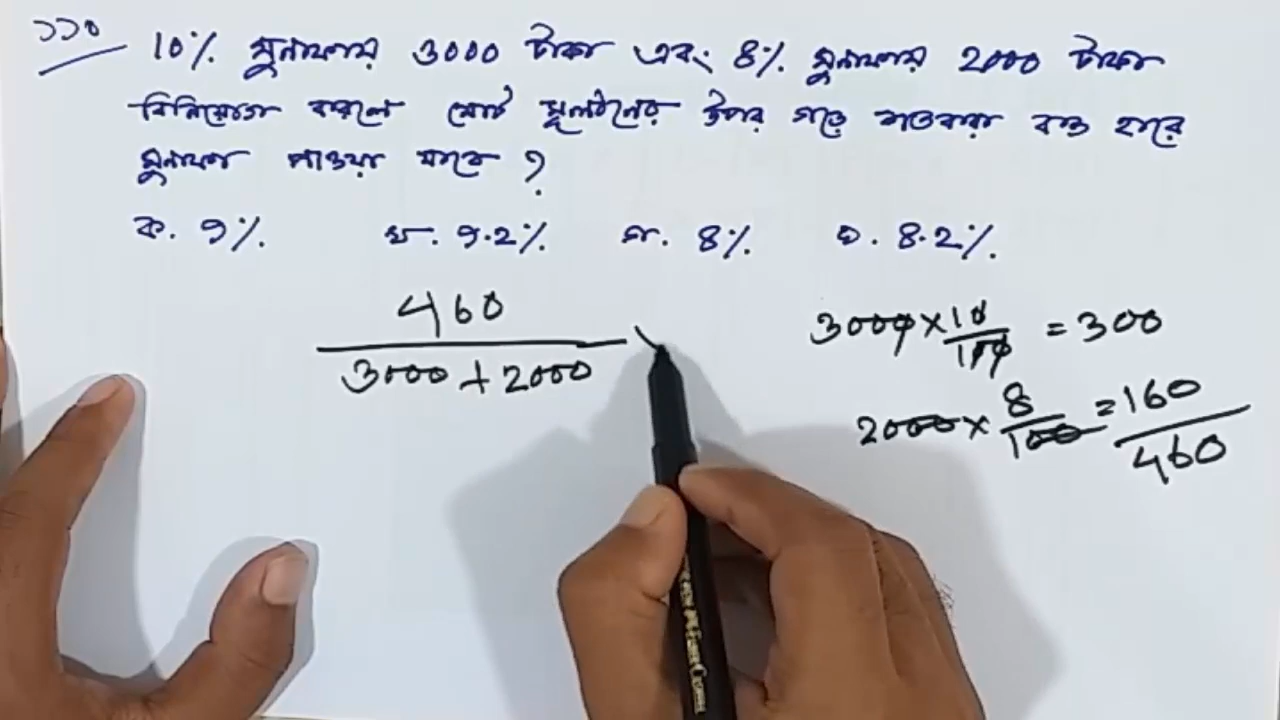 ১১০ 10% মুনাফায় 3000 টাকা এবং 8% মুনাফায় 2000 টাকা
বিনিয়োগ করলে মোট মূলধনের উপর গড়ে শতকরা কত হারে
মুনাফা পাওয়া যাবে ?
ক. 9% খ. 9.2% গ. 8% ঘ. 8.2%
460
3000 + 2000
3000 × 10/100 = 300
2000 × 8/100 = 160
460